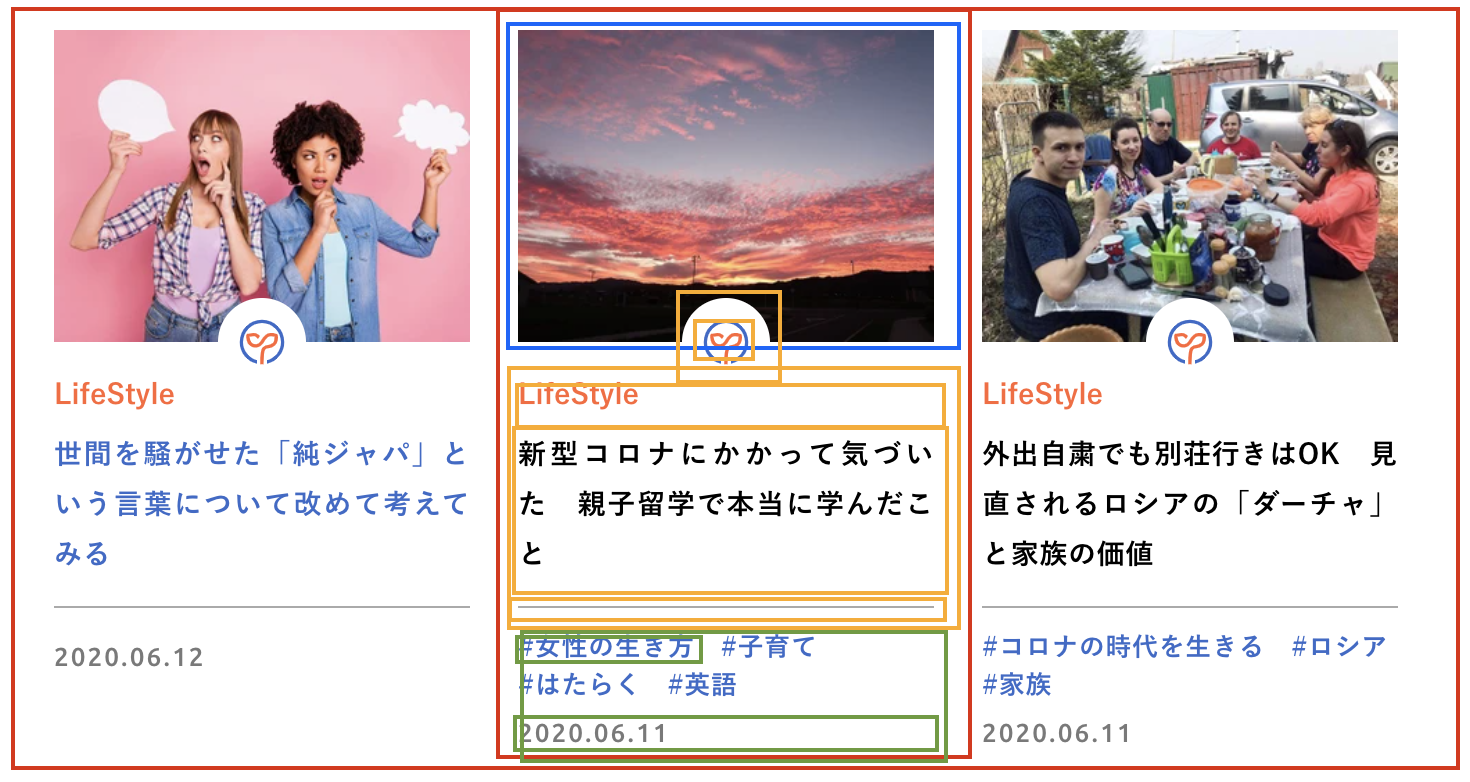 LifeStyle
世間を騒がせた「純ジャパ」と
いう言葉について改めて考えて
みる
2020.06.12
LifeStyle
新型コロナにかかって気づい
た　親子留学で本当に学んだこ
と
#女性の生き方　#子育て
#はたらく　#英語
2020.06.11
LifeStyle
外出自粛でも別荘行きはOK　見
直されるロシアの「ダーチャ」
と家族の価値
#コロナの時代を生きる　#ロシア
#家族
2020.06.11